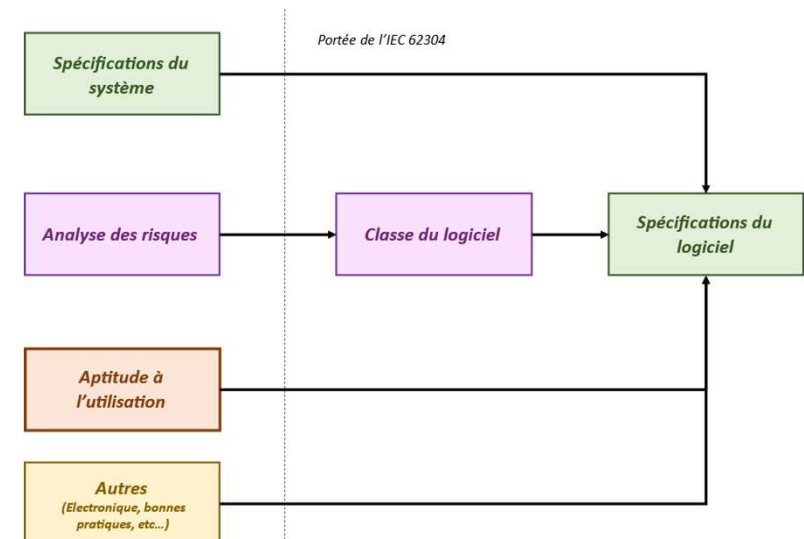 Portée de l'IEC 62304
Spécifications du
système
Analyse des risques
Classe du logiciel
Spécifications du
logiciel
Aptitude à
l'utilisation
Autres
(Electronique, bonnes
pratiques, etc...)